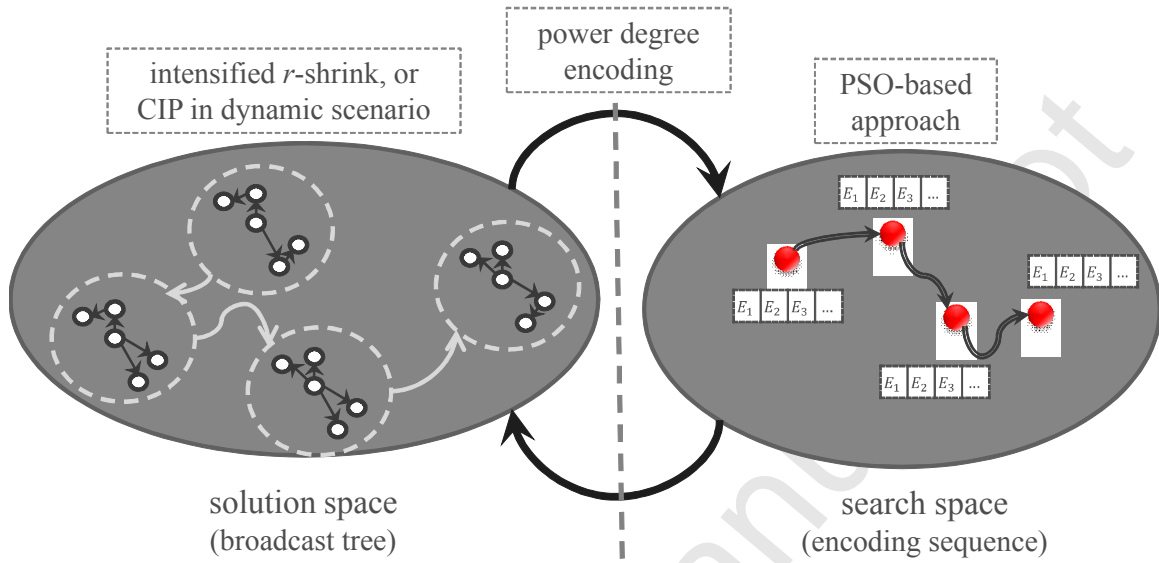 power degree
encoding
intensified r-shrink, or
CIP in dynamic scenario
PSO-based
approach
E1 E2 E3 ...
E1 E2 E3 ...
E1 E2 E3 ...
E1 E2 E3 ...
solution space
(broadcast tree)
search space
(encoding sequence)